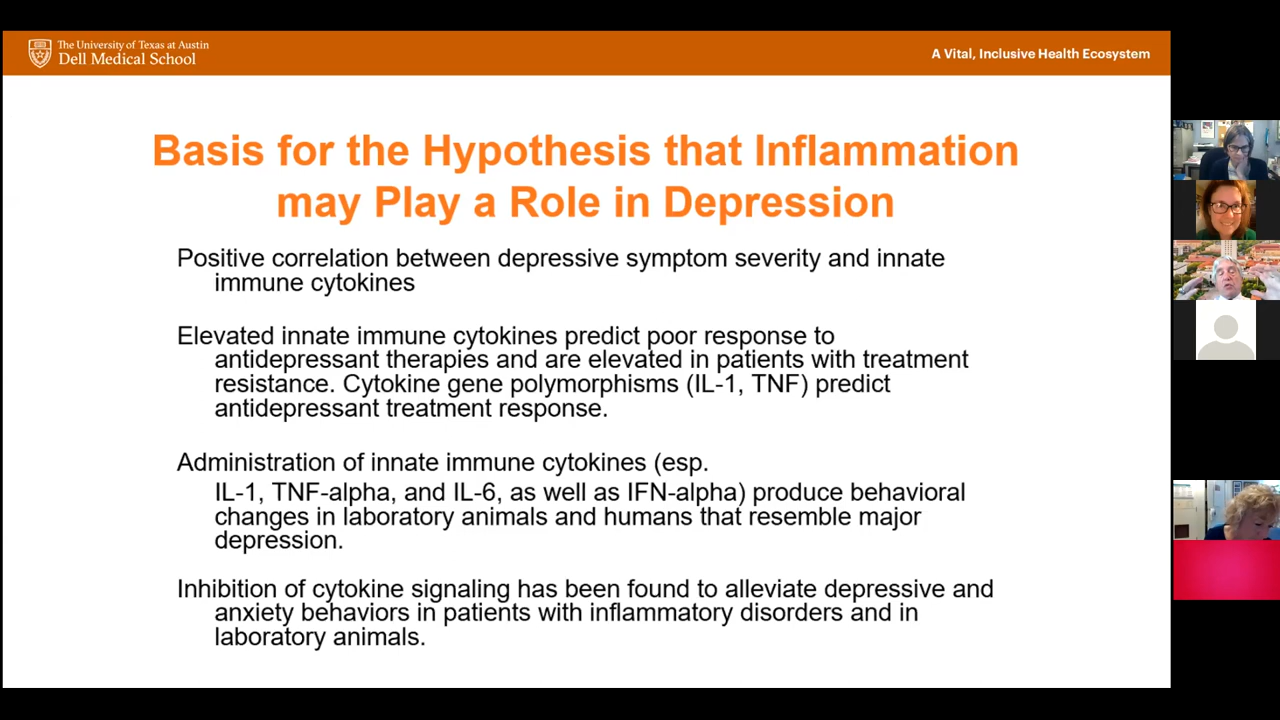 The University of Texas at Austin
Dell Medical School
A Vital, Inclusive Health Ecosystem
Basis for the Hypothesis that Inflammation
may Play a Role in Depression
Positive correlation between depressive symptom severity and innate
immune cytokines
Elevated innate immune cytokines predict poor response to
antidepressant therapies and are elevated in patients with treatment
resistance. Cytokine gene polymorphisms (IL-1, TNF) predict
antidepressant treatment response.
Administration of innate immune cytokines (esp.
IL-1, TNF-alpha, and IL-6, as well as IFN-alpha) produce behavioral
changes in laboratory animals and humans that resemble major
depression.
Inhibition of cytokine signaling has been found to alleviate depressive and
anxiety behaviors in patients with inflammatory disorders and in
laboratory animals.